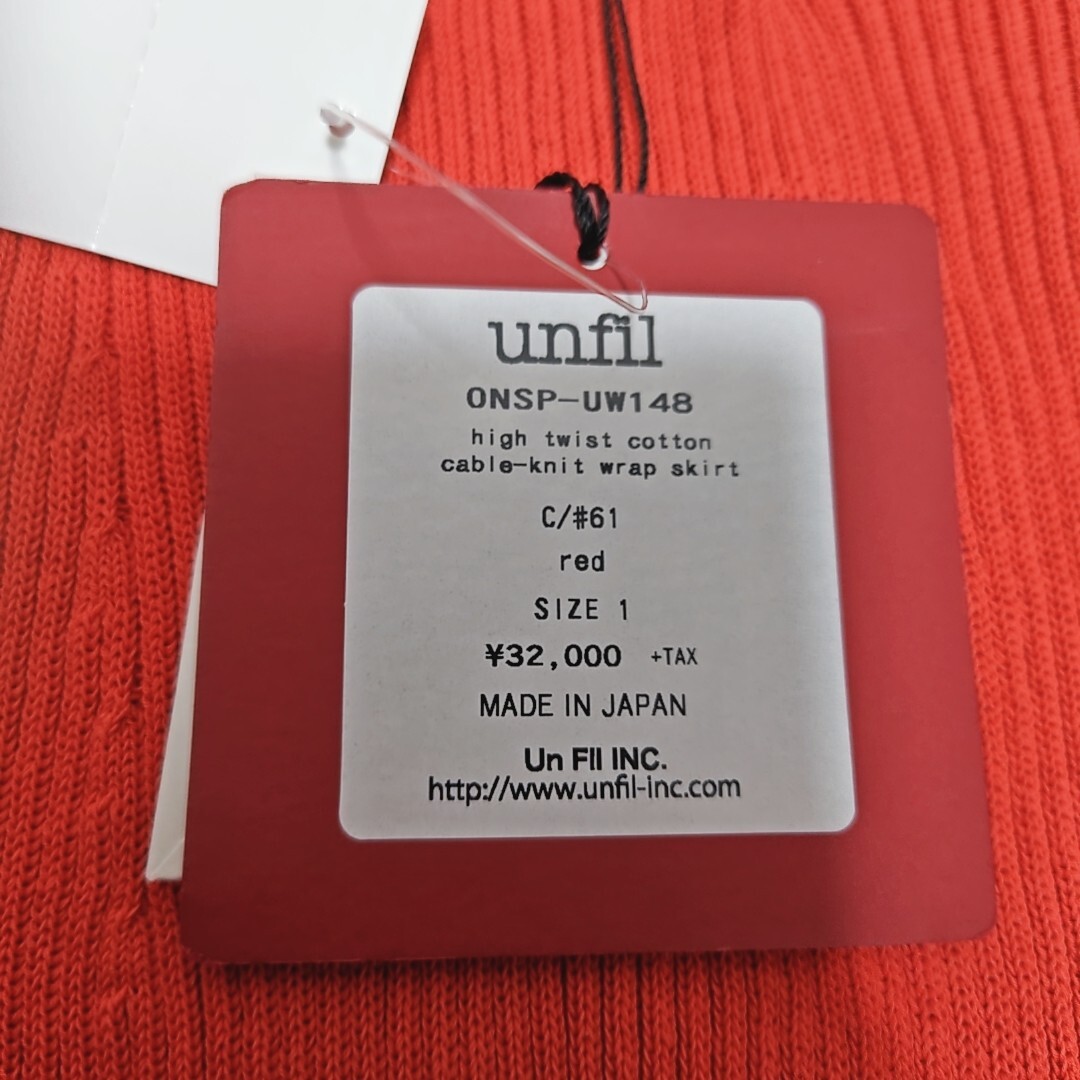 unfil
ONSP-UW148
high twist cotton
cable-knit wrap skirt
C/#61
red
SIZE 1
¥32,000 +TAX
MADE IN JAPAN
Un FIl INC.
http://www.unfil-inc.com